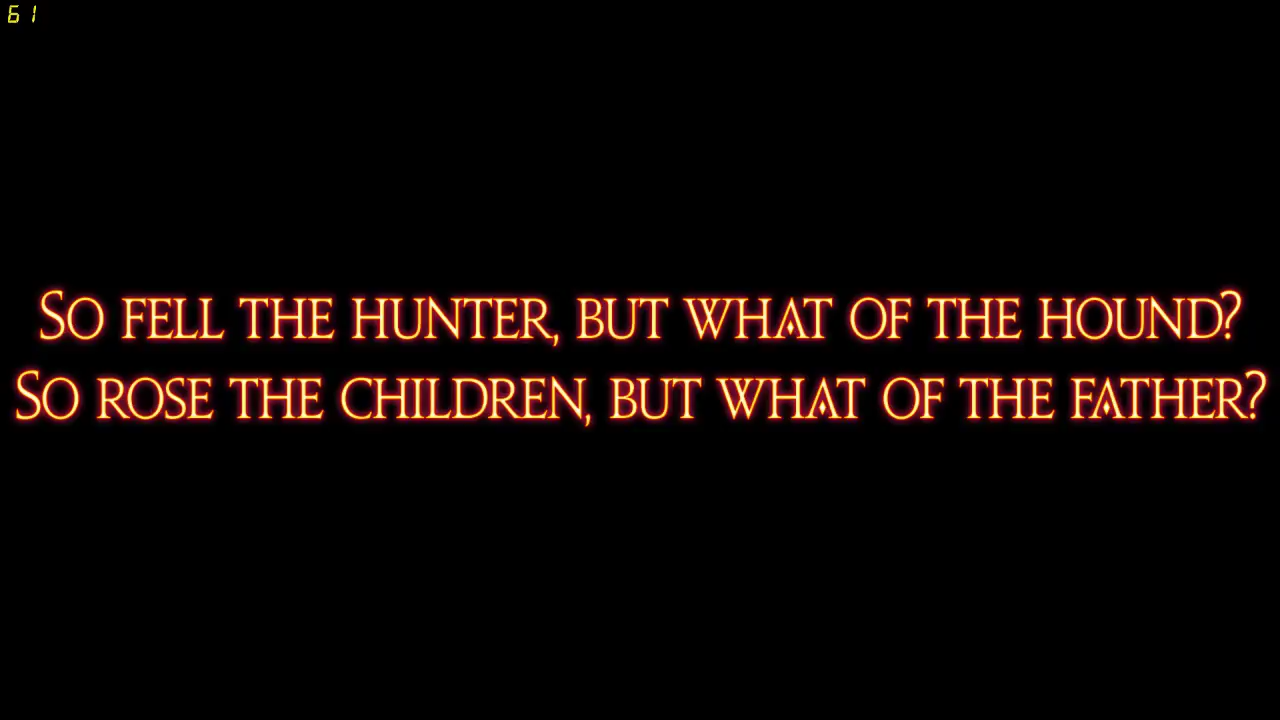 61
So fell the hunter, but what of the hound?
So rose the children, but what of the father?